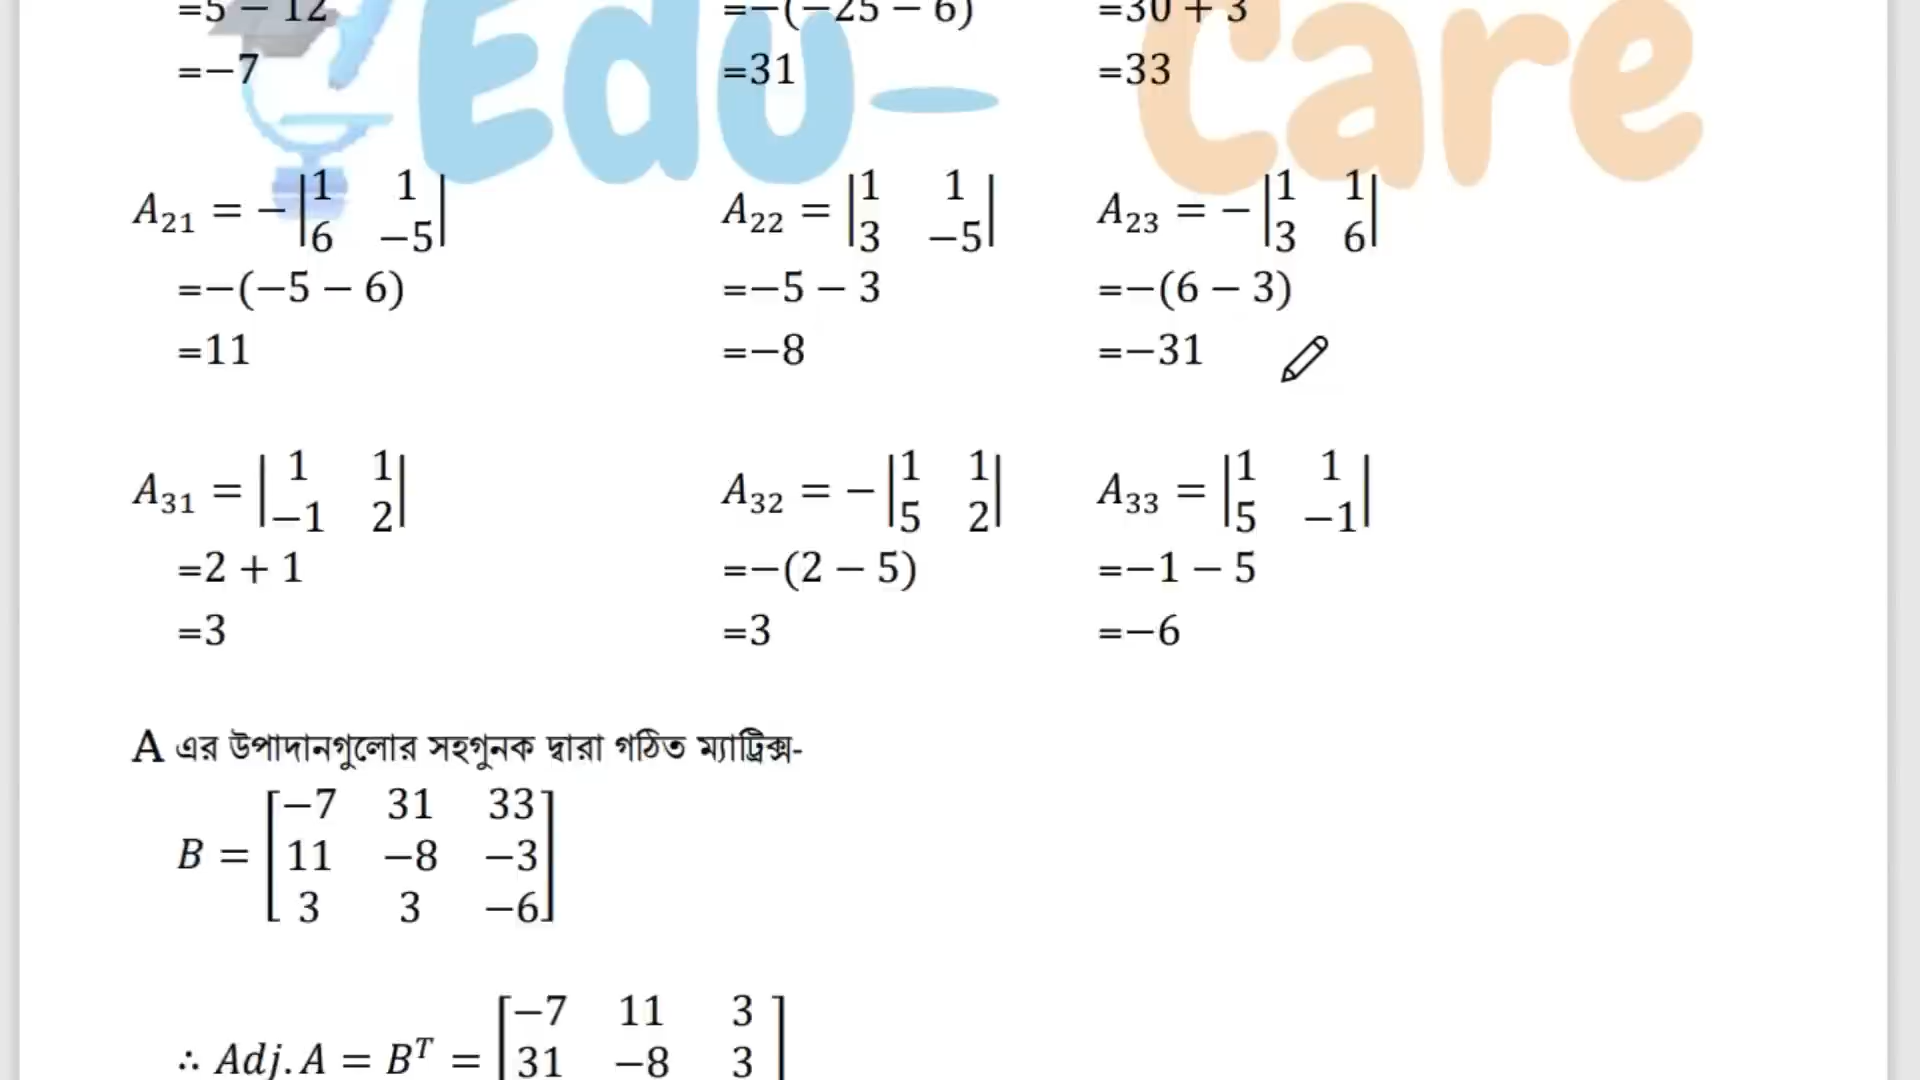 =5 − 12 =−(−25 − 6) =30 + 3
=−7 =31 =33
Edu- Care
A₂₁ = − |1 1| A₂₂ = |1 1| A₂₃ = − |1 1|
|6 −5| |3 −5| |3 6|
=−(−5 − 6) =−5 − 3 =−(6 − 3)
=11 =−8 =−31
A₃₁ = |1 1| A₃₂ = − |1 1| A₃₃ = |1 1|
|−1 2| |5 2| |5 −1|
=2 + 1 =−(2 − 5) =−1 − 5
=3 =3 =−6
A এর উপাদানগুলোর সহগুনক দ্বারা গঠিত ম্যাট্রিক্স-
[−7 31 33]
B = [11 −8 −3]
[3 3 −6]
[−7 11 3]
∴ Adj. A = Bᵀ = [31 −8 3]